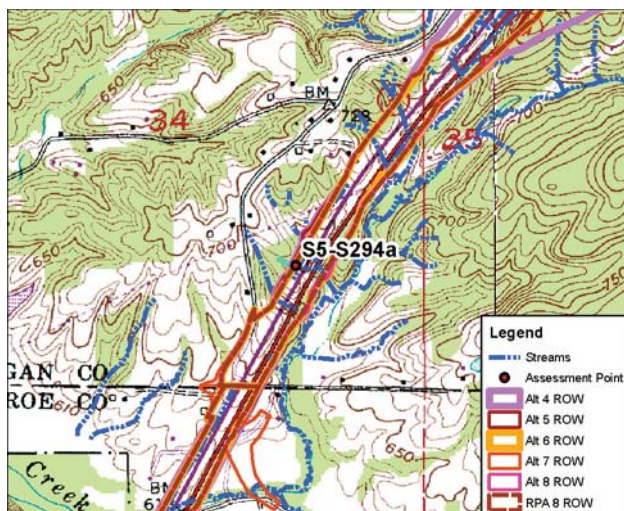 650
BM
34
728
35
700
700
700
650
S5-S294a
750
GAN CO
ROE CO
610
650
Creek
BM
Legend
Streams
Assessment Point
Alt 4 ROW
Alt 5 ROW
Alt 6 ROW
Alt 7 ROW
Alt 8 ROW
RPA 8 ROW